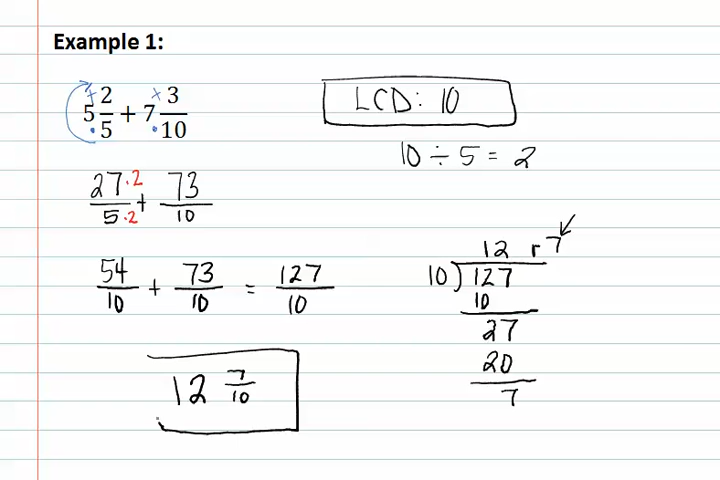 Example 1:
5 2/5 + 7 3/10
LCD: 10
10 ÷ 5 = 2
27·2/5·2 + 73/10
54/10 + 73/10 = 127/10
12 7/10
12 r 7
10 ) 127
10
27
20
7